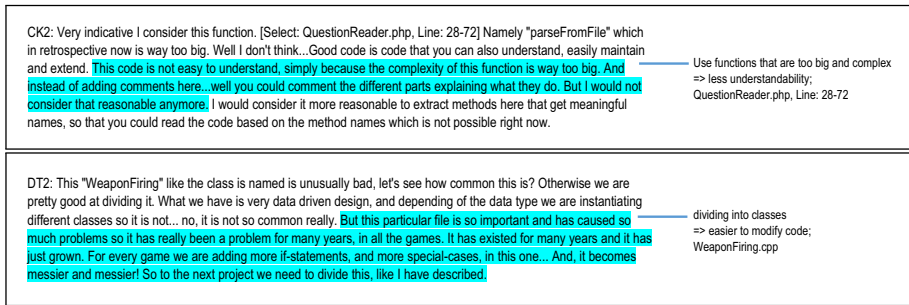 CK2: Very indicative I consider this function. [Select: QuestionReader.php, Line: 28-72] Namely "parseFromFile" which
in retrospective now is way too big. Well I don't think...Good code is code that you can also understand, easily maintain
and extend. This code is not easy to understand, simply because the complexity of this function is way too big. And
instead of adding comments here...well you could comment the different parts explaining what they do. But I would not
consider that reasonable anymore. I would consider it more reasonable to extract methods here that get meaningful
names, so that you could read the code based on the method names which is not possible right now.
Use functions that are too big and complex
=> less understandability;
QuestionReader.php, Line: 28-72
DT2: This "WeaponFiring" like the class is named is unusually bad, let's see how common this is? Otherwise we are
pretty good at dividing it. What we have is very data driven design, and depending of the data type we are instantiating
different classes so it is not... no, it is not so common really. But this particular file is so important and has caused so
much problems so it has really been a problem for many years, in all the games. It has existed for many years and it has
just grown. For every game we are adding more if-statements, and more special-cases, in this one... And, it becomes
messier and messier! So to the next project we need to divide this, like I have described.
dividing into classes
=> easier to modify code;
WeaponFiring.cpp